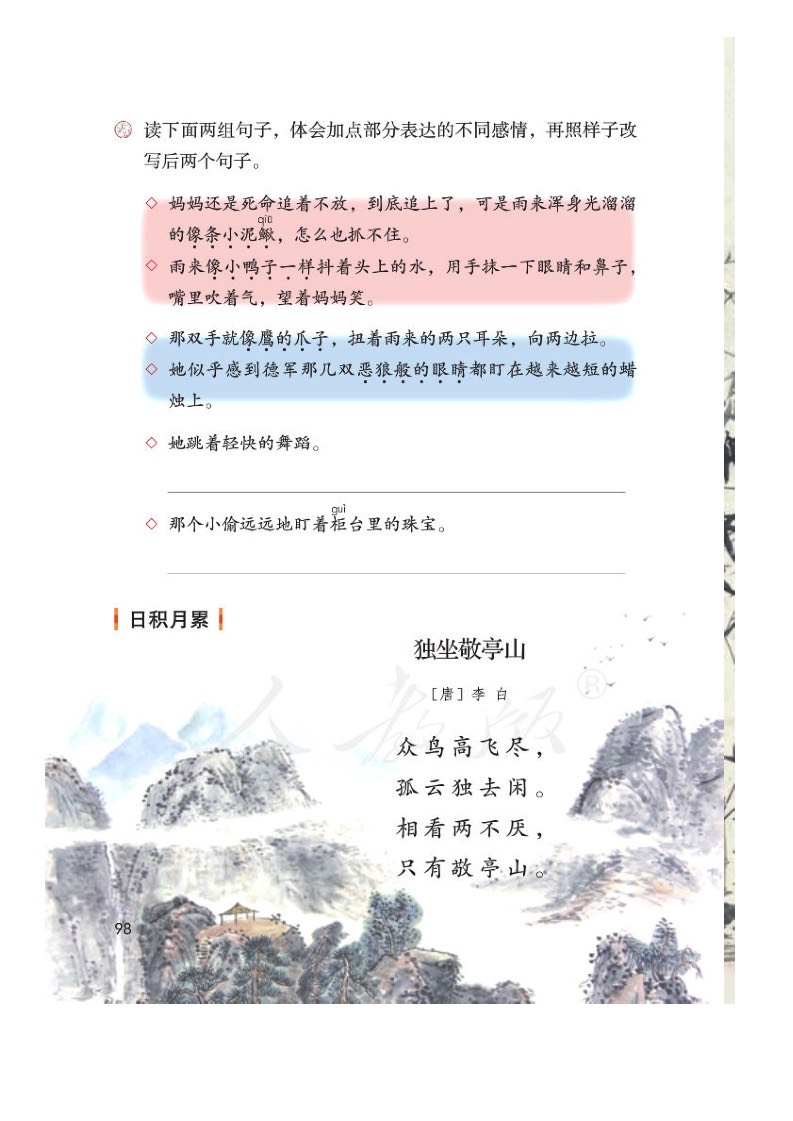 读下面两组句子，体会加点部分表达的不同感情，再照样子改
写后两个句子。
◇ 妈妈还是死命追着不放，到底追上了，可是雨来浑身光溜溜
qiū
的像条小泥鳅，怎么也抓不住。
◇ 雨来像小鸭子一样抖着头上的水，用手抹一下眼睛和鼻子，
嘴里吹着气，望着妈妈笑。
◇ 那双手就像鹰的爪子，扭着雨来的两只耳朵，向两边拉。
◇ 她似乎感到德军那几双恶狼般的眼睛都盯在越来越短的蜡
烛上。
◇ 她跳着轻快的舞蹈。
guì
◇ 那个小偷远远地盯着柜台里的珠宝。
日积月累
独坐敬亭山
［唐］李 白
众鸟高飞尽，
孤云独去闲。
相看两不厌，
只有敬亭山。
人教版®
98